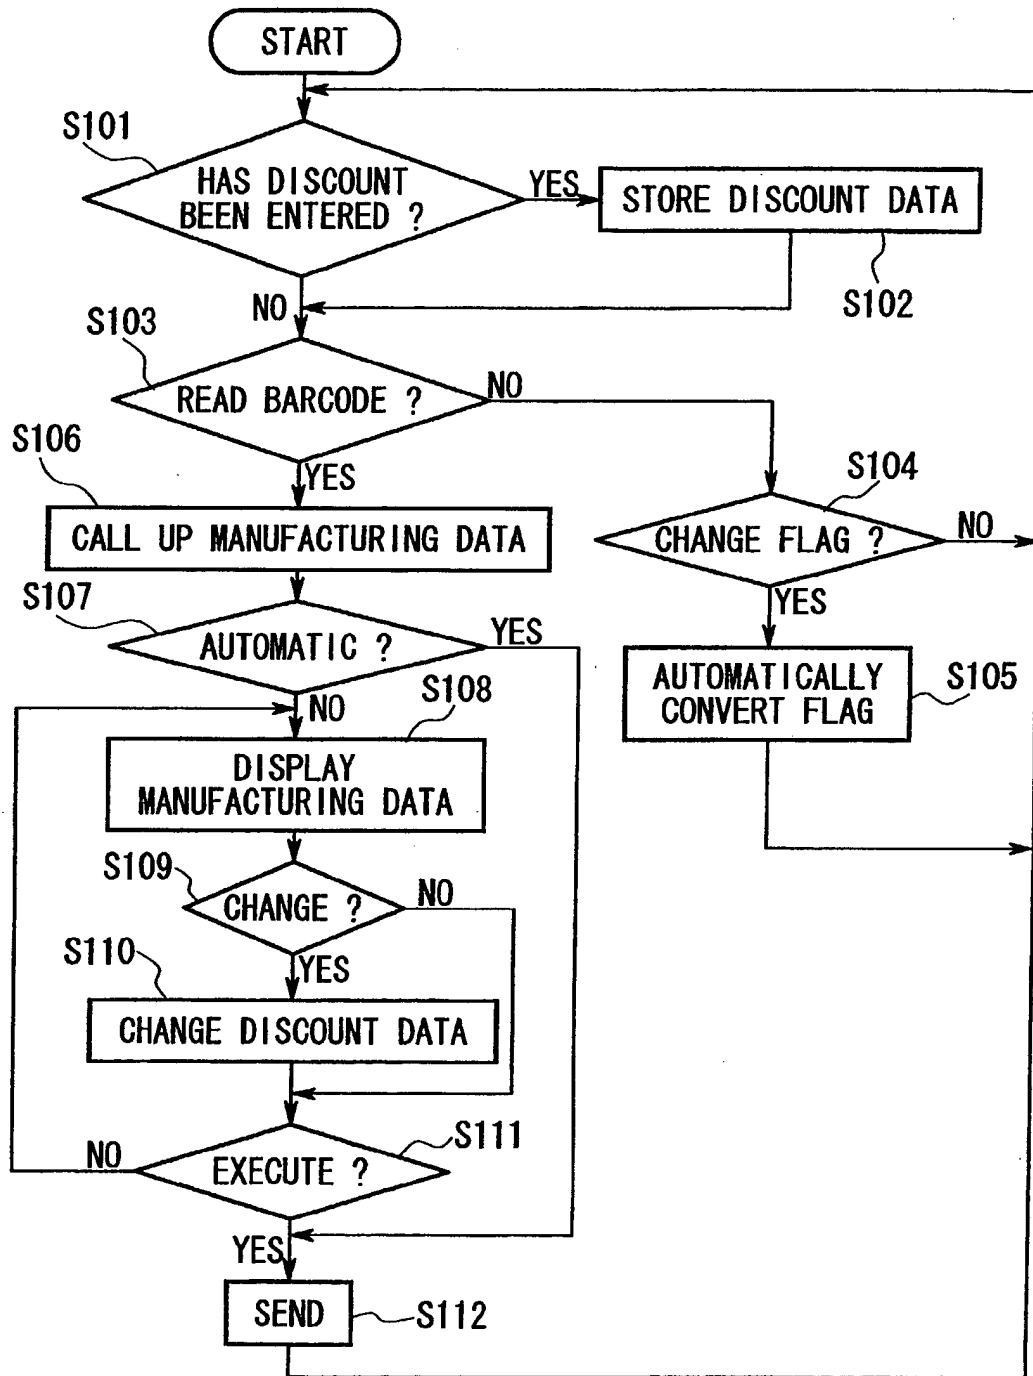 START
S101
HAS DISCOUNT
BEEN ENTERED ?
YES
STORE DISCOUNT DATA
S102
NO
S103
READ BARCODE ?
NO
S106
YES
S104
CALL UP MANUFACTURING DATA
CHANGE FLAG ?
NO
S107
YES
AUTOMATIC ?
YES
AUTOMATICALLY
CONVERT FLAG
S105
NO
S108
DISPLAY
MANUFACTURING DATA
S109
CHANGE ?
NO
S110
YES
CHANGE DISCOUNT DATA
NO
EXECUTE ?
S111
YES
SEND
S112